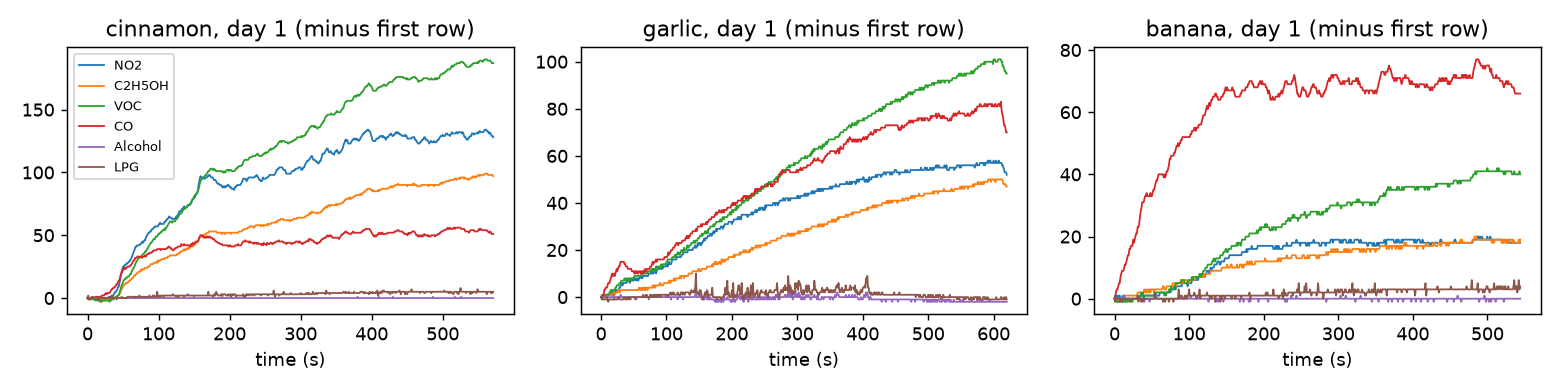 cinnamon, day 1 (minus first row)
150
100
50
0
NO2
C2H5OH
VOC
CO
Alcohol
LPG
0 100 200 300 400 500
time (s)
garlic, day 1 (minus first row)
100
80
60
40
20
0
0 100 200 300 400 500 600
time (s)
banana, day 1 (minus first row)
80
60
40
20
0
0 100 200 300 400 500
time (s)